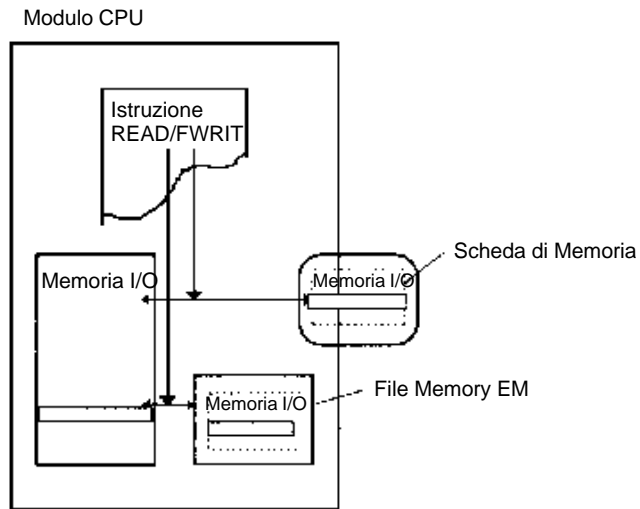 Modulo CPU
Istruzione
READ/FWRIT
Scheda di Memoria
Memoria I/O
Memoria I/O
File Memory EM
Memoria I/O